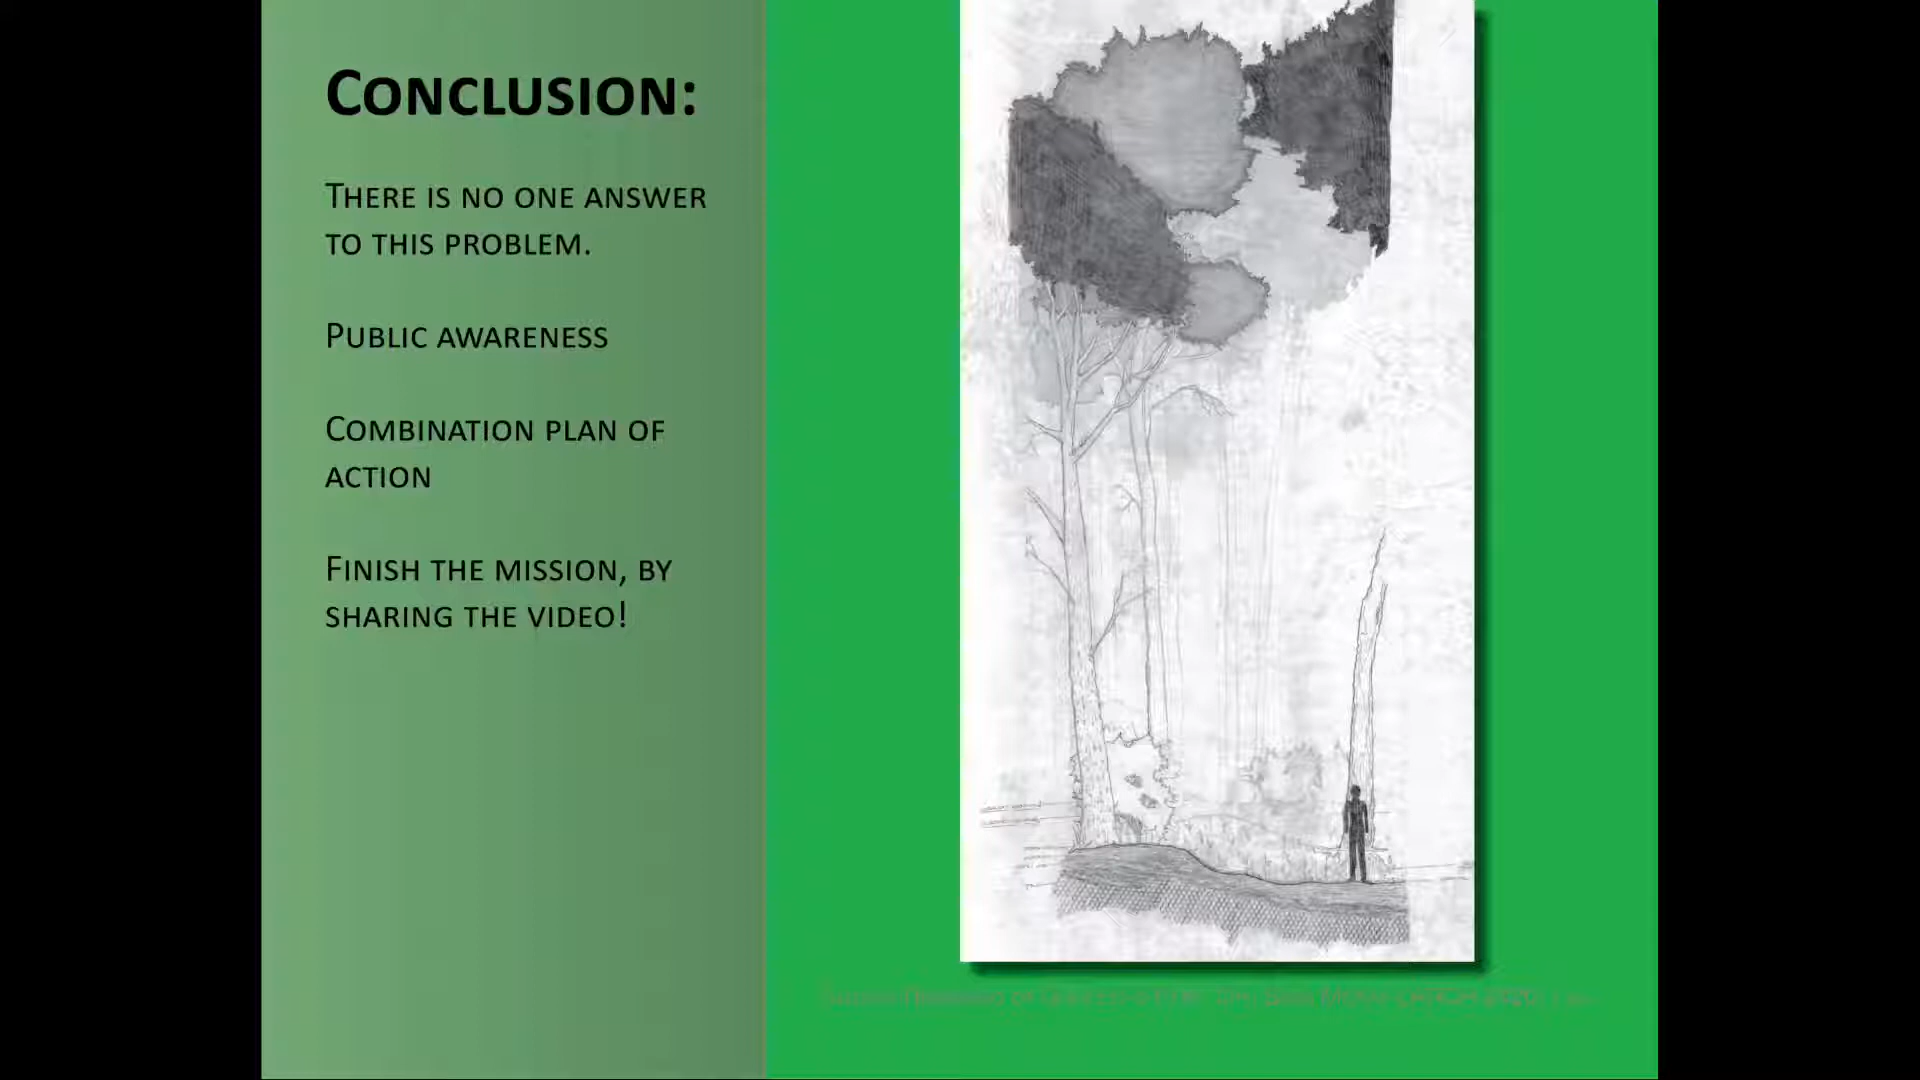 Conclusion:
There is no one answer
to this problem.
Public awareness
Combination plan of
action
Finish the mission, by
sharing the video!